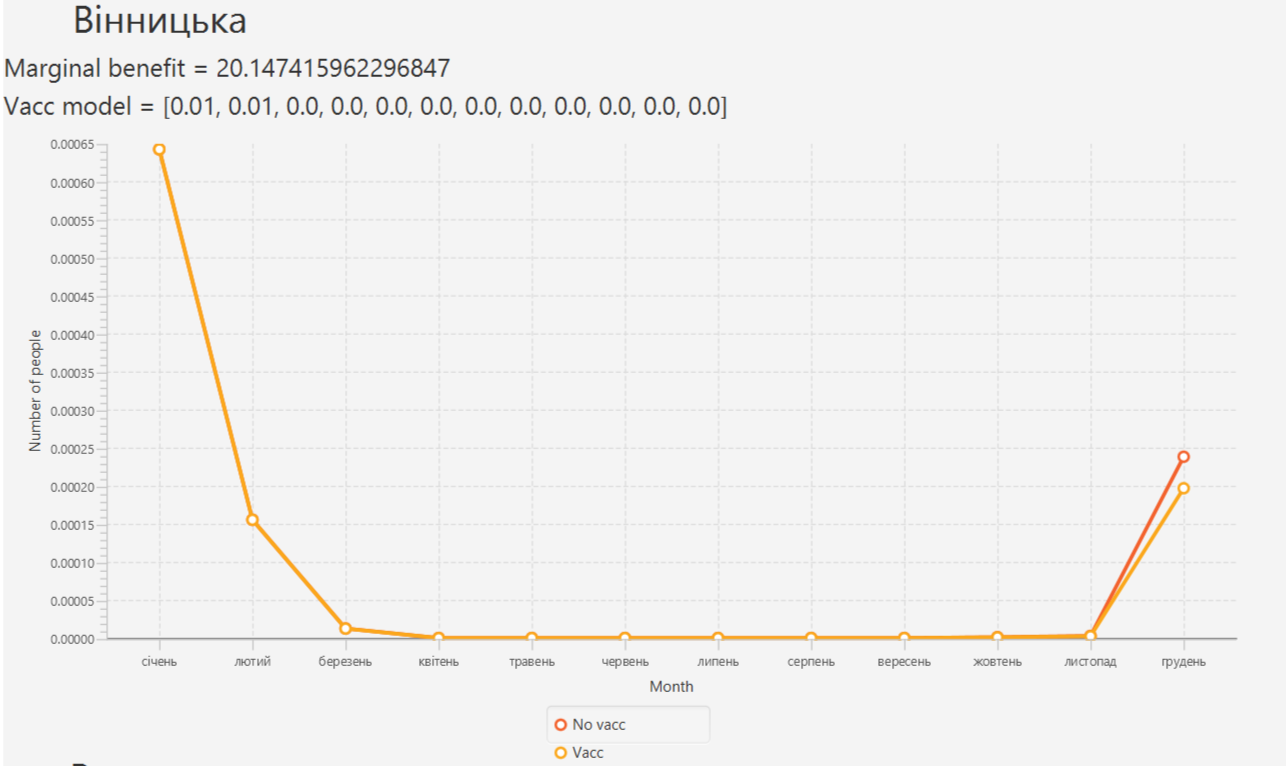 Вінницька
Marginal benefit = 20.147415962296847
Vacc model = [0.01, 0.01, 0.0, 0.0, 0.0, 0.0, 0.0, 0.0, 0.0, 0.0, 0.0, 0.0]
0.00065
0.00060
0.00055
0.00050
0.00045
0.00040
0.00035
0.00030
0.00025
0.00020
0.00015
0.00010
0.00005
0.00000
Number of people
січень лютий березень квітень травень червень липень серпень вересень жовтень листопад грудень
Month
No vacc
Vacc